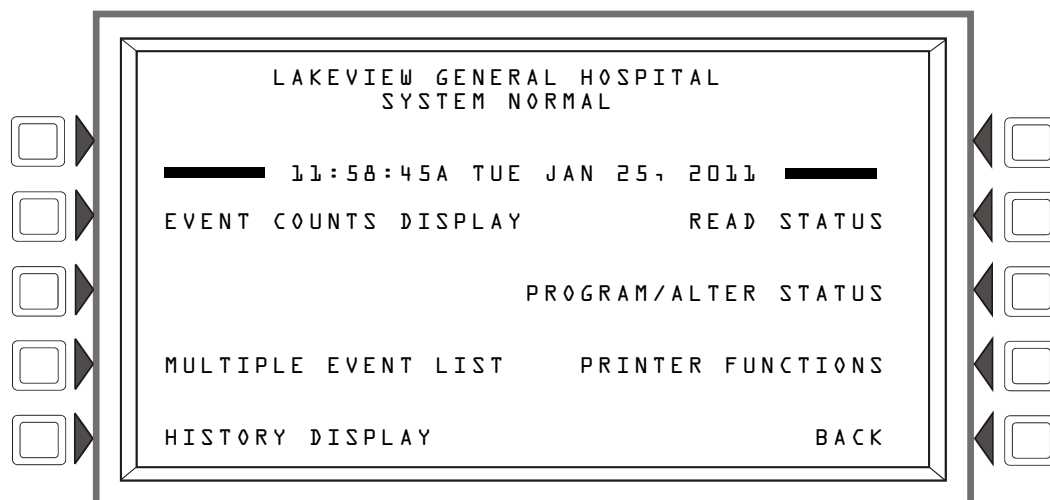 LAKEVIEW GENERAL HOSPITAL
SYSTEM NORMAL
11:58:45A TUE JAN 25, 2011
EVENT COUNTS DISPLAY READ STATUS
PROGRAM/ALTER STATUS
MULTIPLE EVENT LIST PRINTER FUNCTIONS
HISTORY DISPLAY BACK